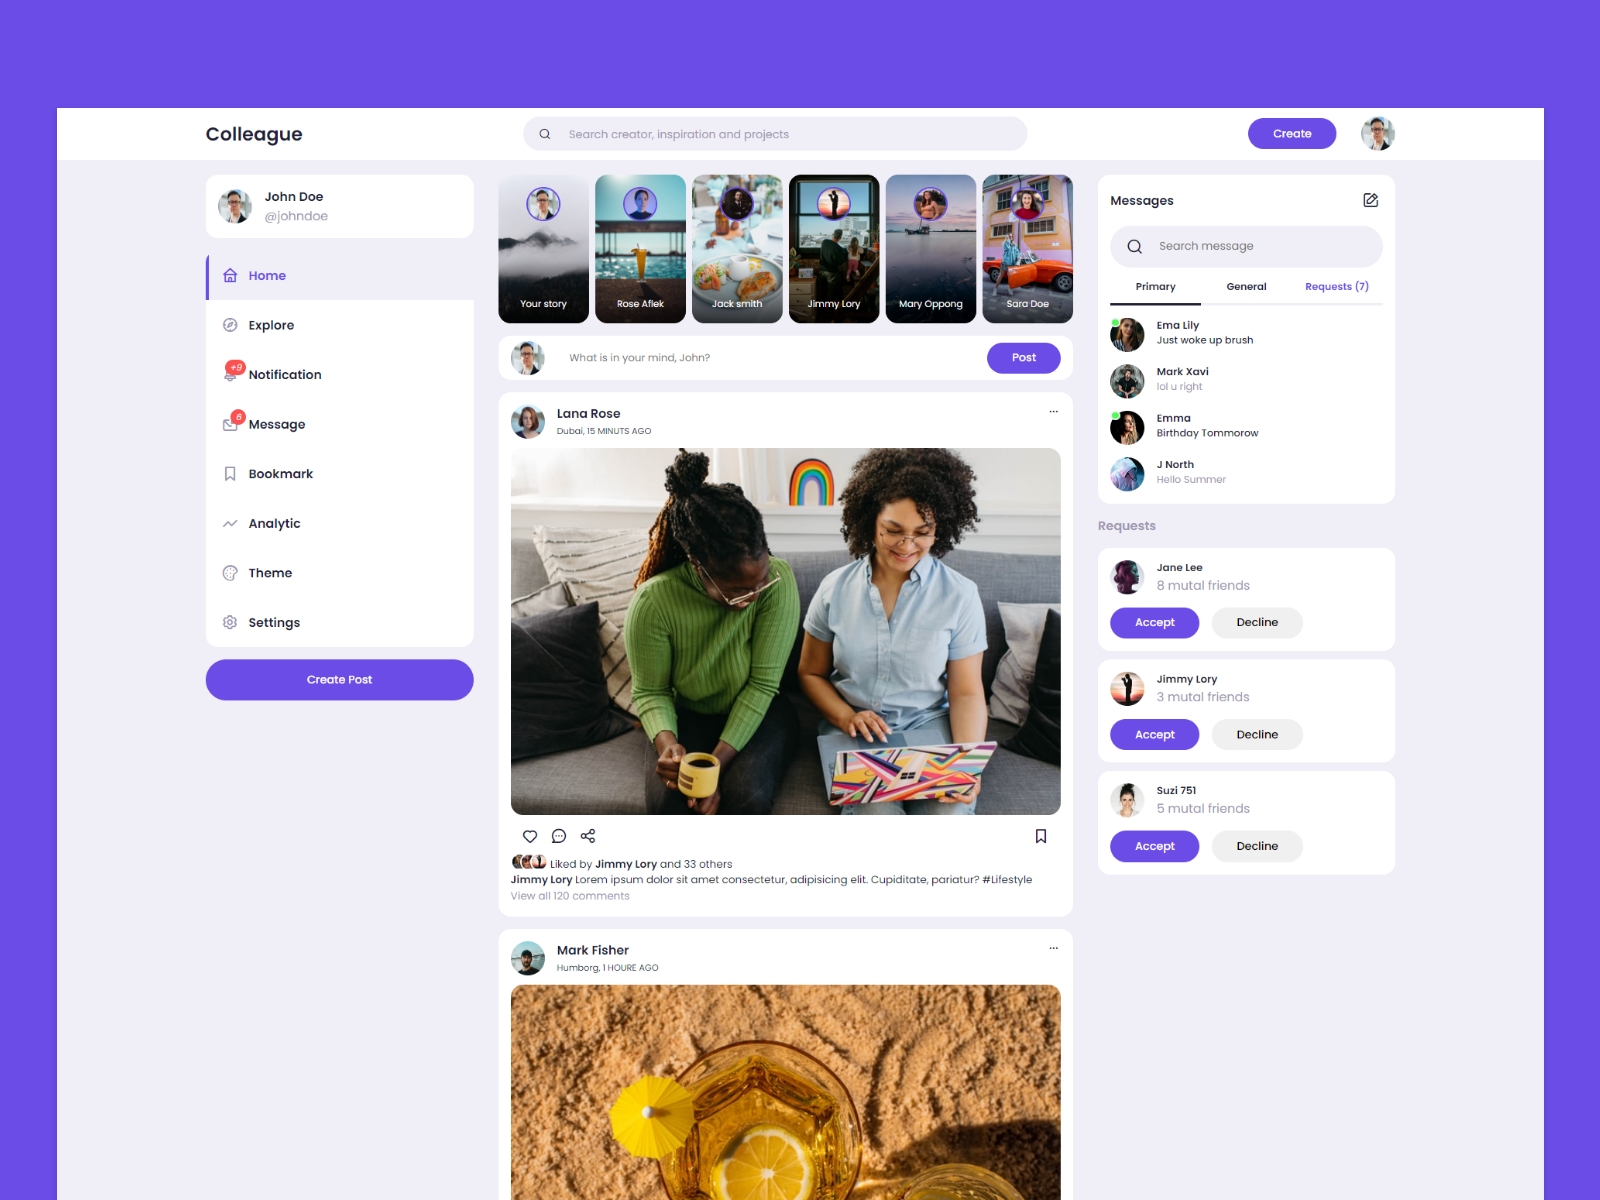 Colleague
Search creator, inspiration and projects
Create
John Doe
@johndoe
Home
Explore
+9
Notification
6
Message
Bookmark
Analytic
Theme
Settings
Create Post
Your story
Rose Aflek
Jack smith
Jimmy Lory
Mary Oppong
Sara Doe
What is in your mind, John?
Post
Lana Rose
Dubai, 15 MINUTS AGO
Liked by Jimmy Lory and 33 others
Jimmy Lory Lorem ipsum dolor sit amet consectetur, adipisicing elit. Cupiditate, pariatur? #Lifestyle
View all 120 comments
Mark Fisher
Humborg, 1 HOURE AGO
Messages
Search message
Primary
General
Requests (7)
Ema Lily
Just woke up brush
Mark Xavi
lol u right
Emma
Birthday Tommorow
J North
Hello Summer
Requests
Jane Lee
8 mutal friends
Accept
Decline
Jimmy Lory
3 mutal friends
Accept
Decline
Suzi 751
5 mutal friends
Accept
Decline